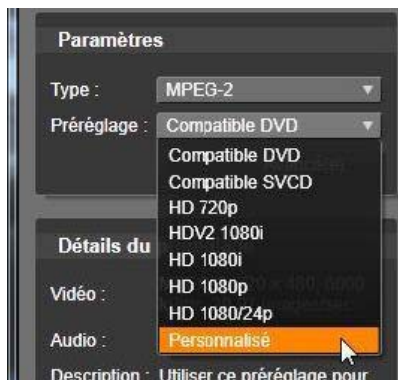 Paramètres
Type : MPEG-2
Préréglage : Compatible DVD
Compatible DVD
Compatible SVCD
HD 720p
HDV2 1080i
Détails du
HD 1080i
Vidéo : HD 1080p
HD 1080/24p
Audio : Personnalisé
Description : Utiliser ce préréglage pour